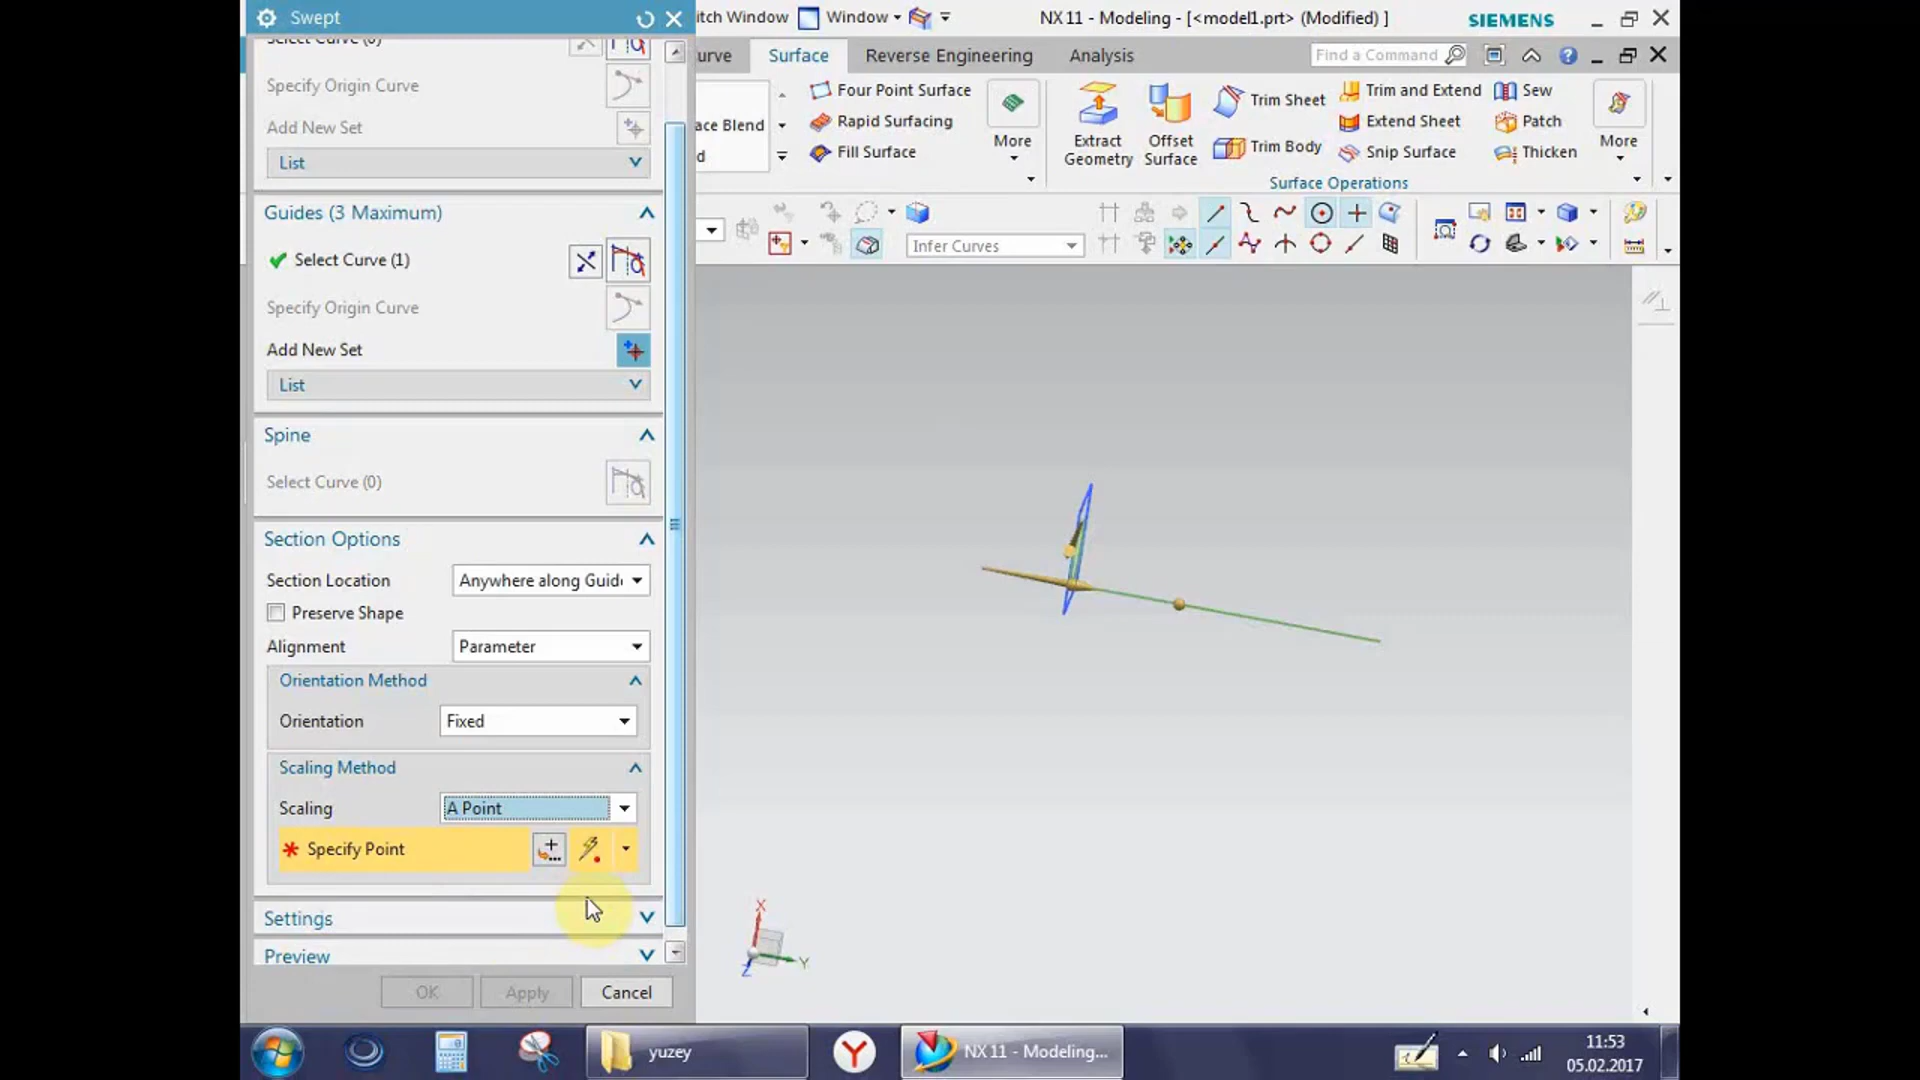 Swept
itch Window
Window
NX 11 - Modeling - [<model1.prt> (Modified) ]
SIEMENS
Select Curve (0)
urve
Surface
Reverse Engineering
Analysis
Find a Command
Specify Origin Curve
Add New Set
List
ace Blend
d
Four Point Surface
Rapid Surfacing
Fill Surface
More
Extract Geometry
Offset Surface
Trim Sheet
Trim Body
Trim and Extend
Extend Sheet
Snip Surface
Sew
Patch
Thicken
More
Surface Operations
Infer Curves
Guides (3 Maximum)
Select Curve (1)
Specify Origin Curve
Add New Set
List
Spine
Select Curve (0)
Section Options
Section Location
Anywhere along Guid
Preserve Shape
Alignment
Parameter
Orientation Method
Orientation
Fixed
Scaling Method
Scaling
A Point
* Specify Point
Settings
Preview
OK
Apply
Cancel
X
Y
Z
yuzey
Y
NX 11 - Modeling...
11:53
05.02.2017